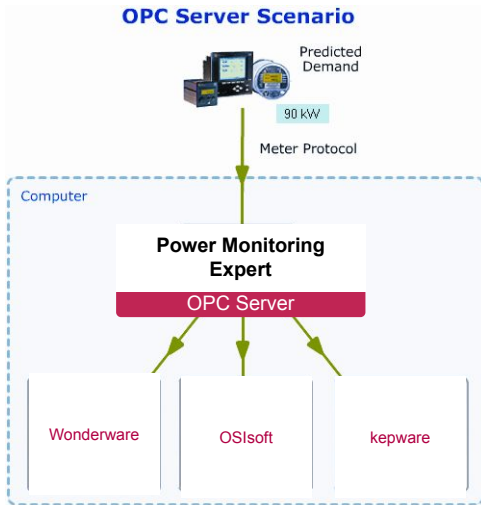 OPC Server Scenario
Predicted
Demand
90 kW
Meter Protocol
Computer
Power Monitoring
Expert
OPC Server
Wonderware
OSIsoft
kepware